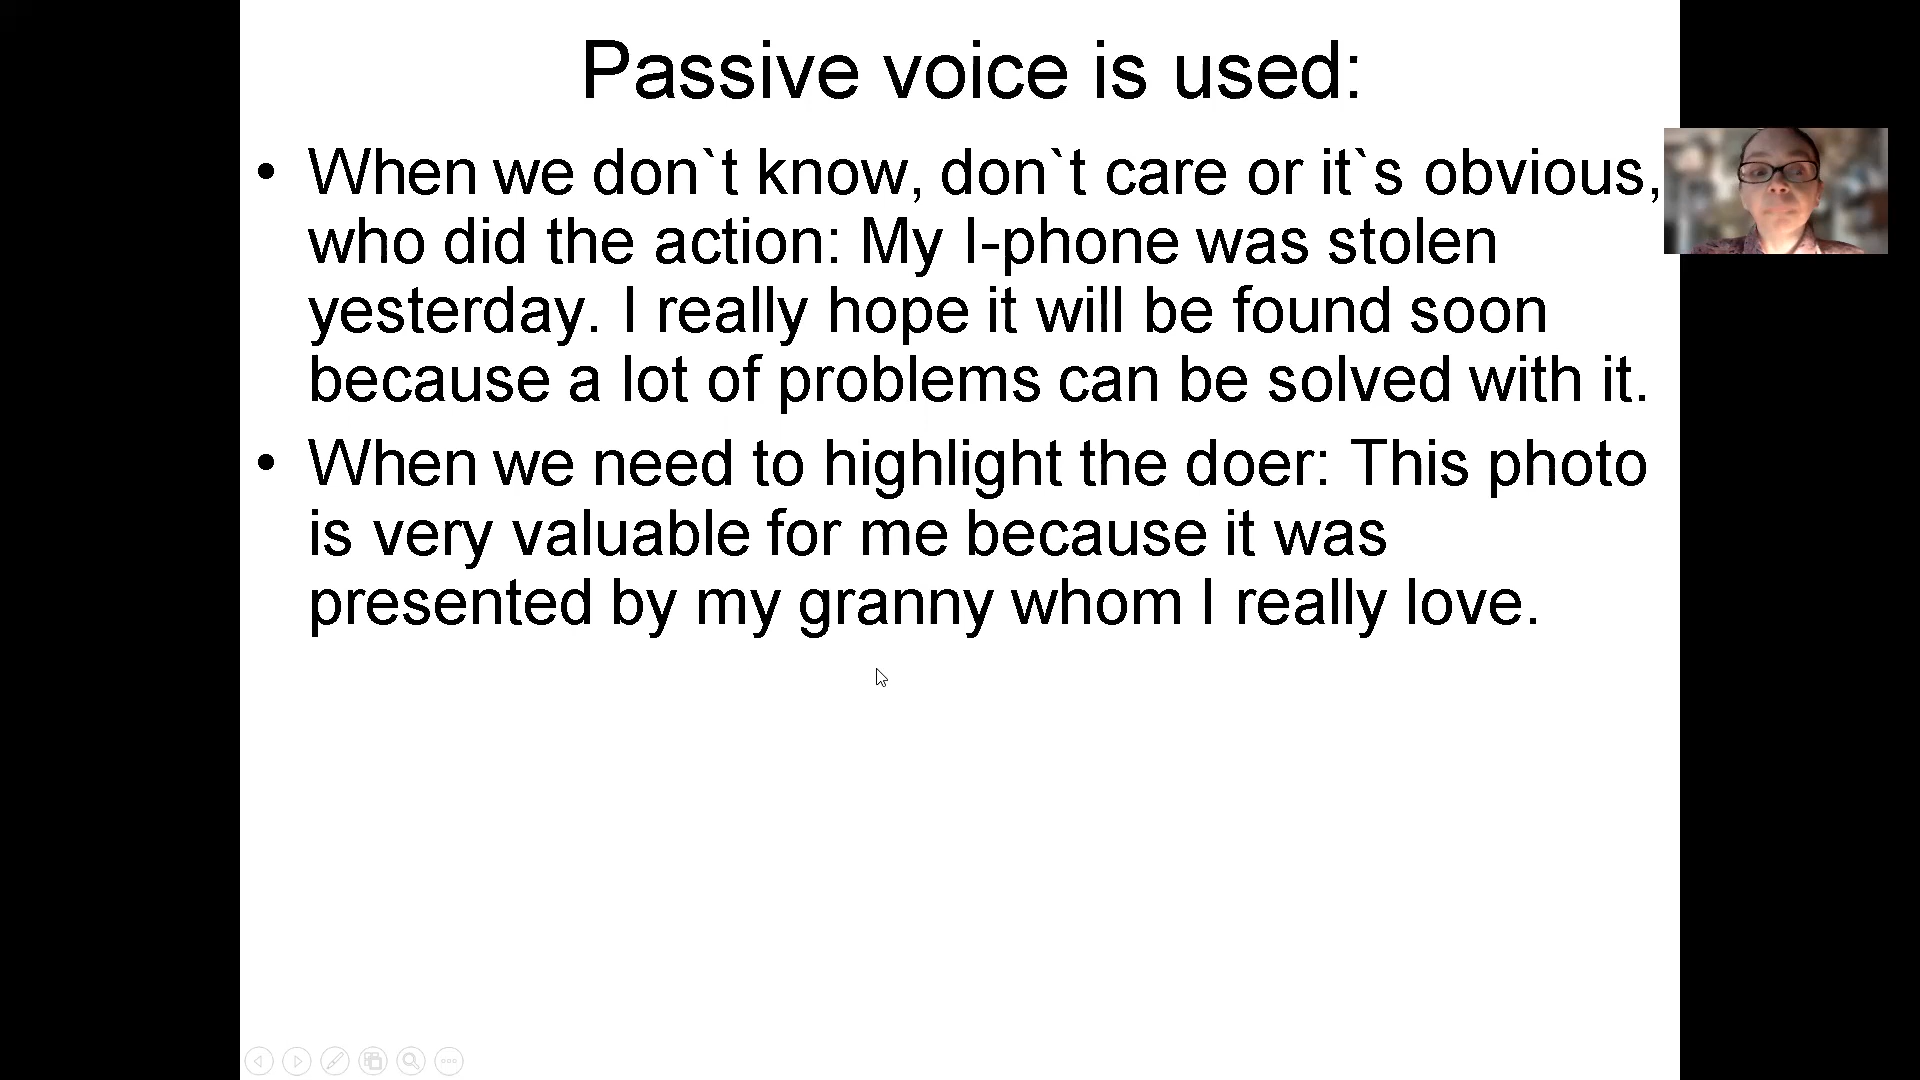 Passive voice is used:
• When we don`t know, don`t care or it`s obvious,
who did the action: My I-phone was stolen
yesterday. I really hope it will be found soon
because a lot of problems can be solved with it.
• When we need to highlight the doer: This photo
is very valuable for me because it was
presented by my granny whom I really love.